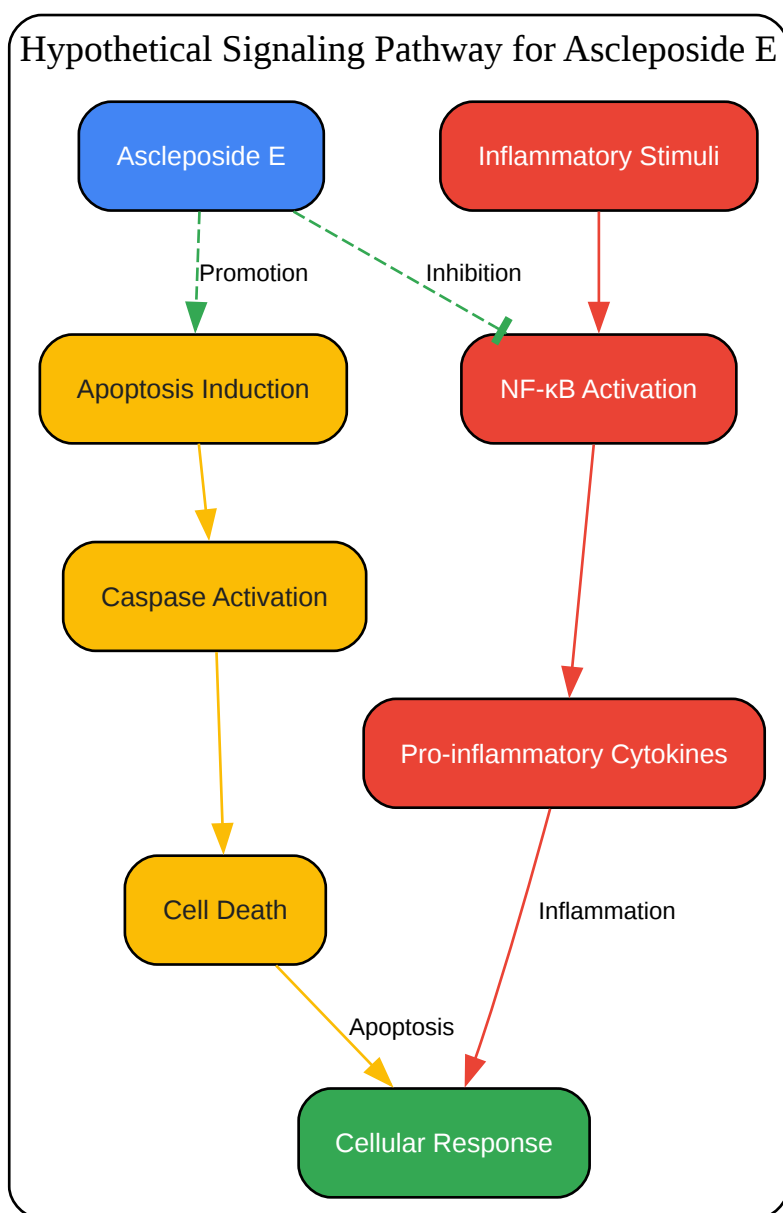 Hypothetical Signaling Pathway for Ascleposide E
Ascleposide E
Inflammatory Stimuli
Promotion
Inhibition
Apoptosis Induction
NF-κB Activation
Caspase Activation
Pro-inflammatory Cytokines
Cell Death
Inflammation
Apoptosis
Cellular Response